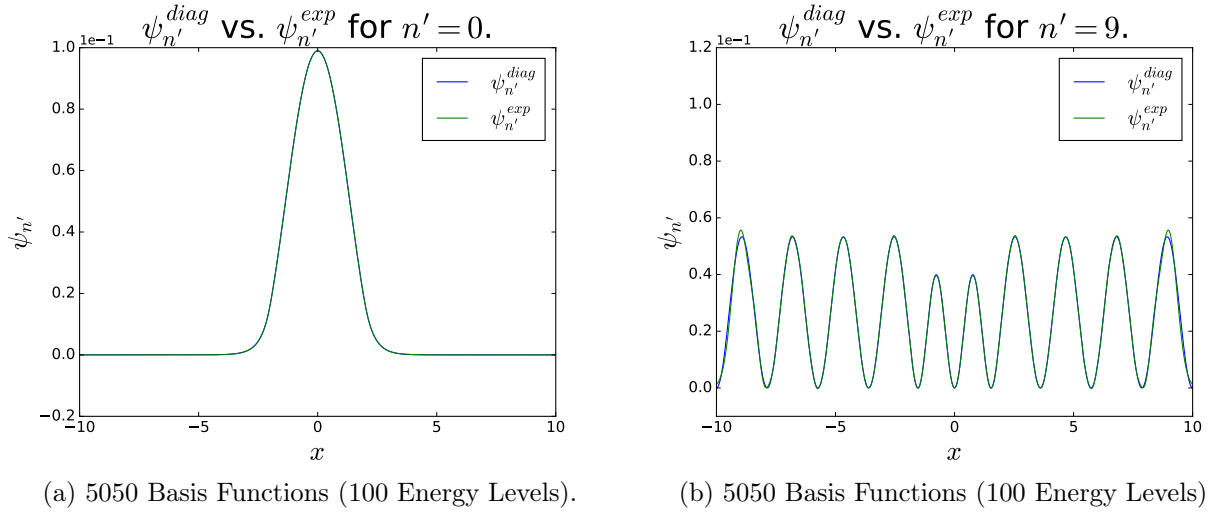 ψ_{n'}^{diag} vs. ψ_{n'}^{exp} for n' = 0.
1e−1
1.0
0.8
0.6
0.4
0.2
0.0
−0.2
ψ_{n'}
ψ_{n'}^{diag}
ψ_{n'}^{exp}
−10
−5
0
5
10
x
(a) 5050 Basis Functions (100 Energy Levels).
ψ_{n'}^{diag} vs. ψ_{n'}^{exp} for n' = 9.
1e−1
1.2
1.0
0.8
0.6
0.4
0.2
0.0
ψ_{n'}
ψ_{n'}^{diag}
ψ_{n'}^{exp}
−10
−5
0
5
10
x
(b) 5050 Basis Functions (100 Energy Levels)